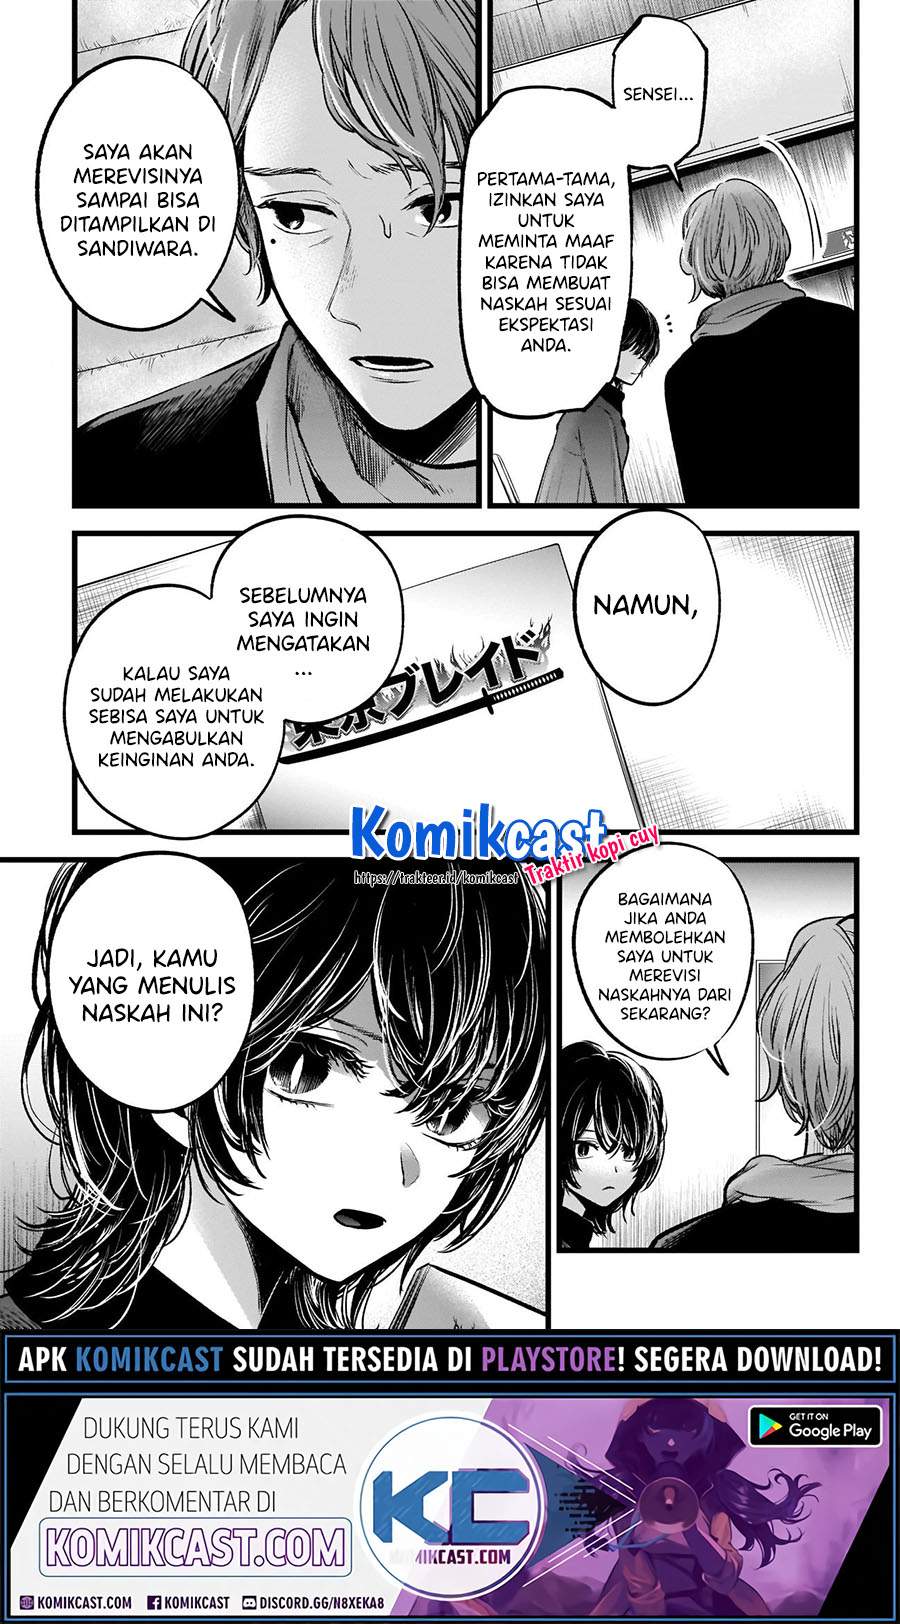 SENSEI...
PERTAMA-TAMA,
IZINKAN SAYA
UNTUK
MEMINTA MAAF
KARENA TIDAK
BISA MEMBUAT
NASKAH SESUAI
EKSPEKTASI
ANDA.
SAYA AKAN
MEREVISINYA
SAMPAI BISA
DITAMPILKAN DI
SANDIWARA.
NAMUN,
SEBELUMNYA
SAYA INGIN
MENGATAKAN
...
KALAU SAYA
SUDAH MELAKUKAN
SEBISA SAYA UNTUK
MENGABULKAN
KEINGINAN ANDA.
東京ブレイド
Komikcast
https://trakteer.id/komikcast
Traktir kopi cuy
BAGAIMANA
JIKA ANDA
MEMBOLEHKAN
SAYA UNTUK
MEREVISI
NASKAHNYA DARI
SEKARANG?
JADI, KAMU
YANG MENULIS
NASKAH INI?
APK KOMIKCAST SUDAH TERSEDIA DI PLAYSTORE! SEGERA DOWNLOAD!
DUKUNG TERUS KAMI
DENGAN SELALU MEMBACA
DAN BERKOMENTAR DI
KOMIKCAST.COM
KC
KOMIKCAST.COM
GET IT ON
Google Play
KOMIKCAST.COM
KOMIKCAST
DISCORD.GG/N8XEKA8